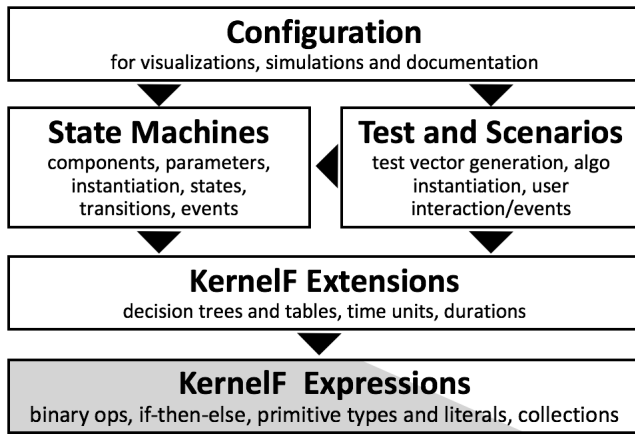 Configuration
for visualizations, simulations and documentation
State Machines
components, parameters,
instantiation, states,
transitions, events
Test and Scenarios
test vector generation, algo
instantiation, user
interaction/events
KernelF Extensions
decision trees and tables, time units, durations
KernelF Expressions
binary ops, if-then-else, primitive types and literals, collections